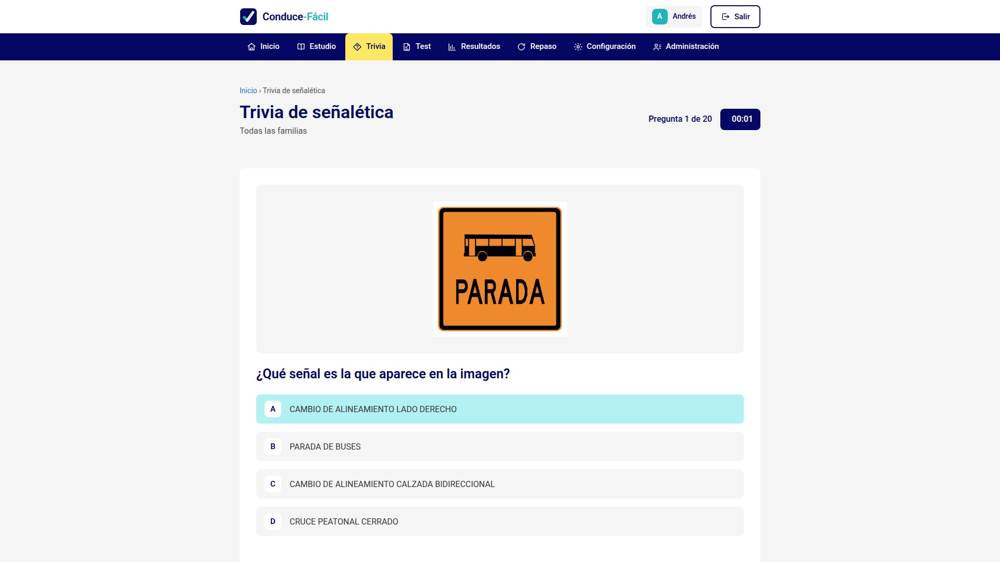 Conduce-Fácil
A Andrés
Salir
Inicio
Estudio
Trivia
Test
Resultados
Repaso
Configuración
Administración
Inicio › Trivia de señalética
Trivia de señalética
Todas las familias
Pregunta 1 de 20
00:01
PARADA
¿Qué señal es la que aparece en la imagen?
A CAMBIO DE ALINEAMIENTO LADO DERECHO
B PARADA DE BUSES
C CAMBIO DE ALINEAMIENTO CALZADA BIDIRECCIONAL
D CRUCE PEATONAL CERRADO